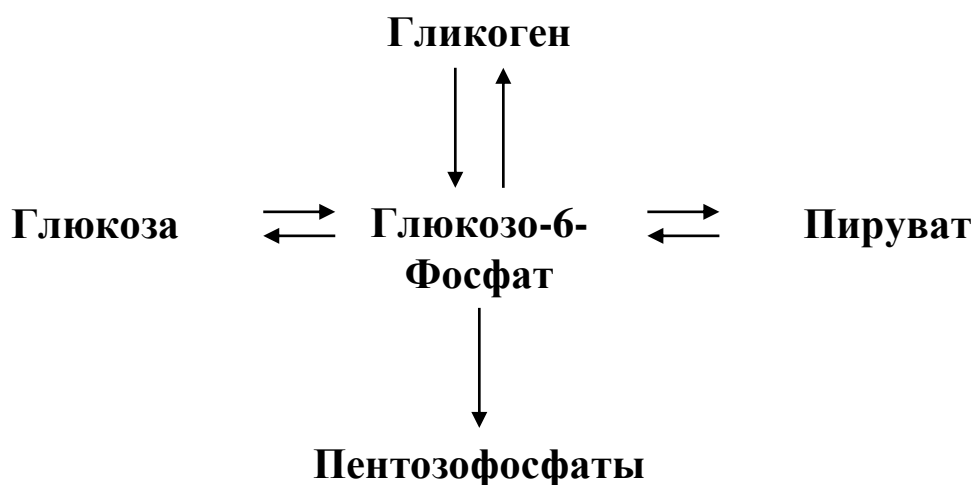 Гликоген
Глюкоза
Глюкозо-6-
Фосфат
Пируват
Пентозофосфаты